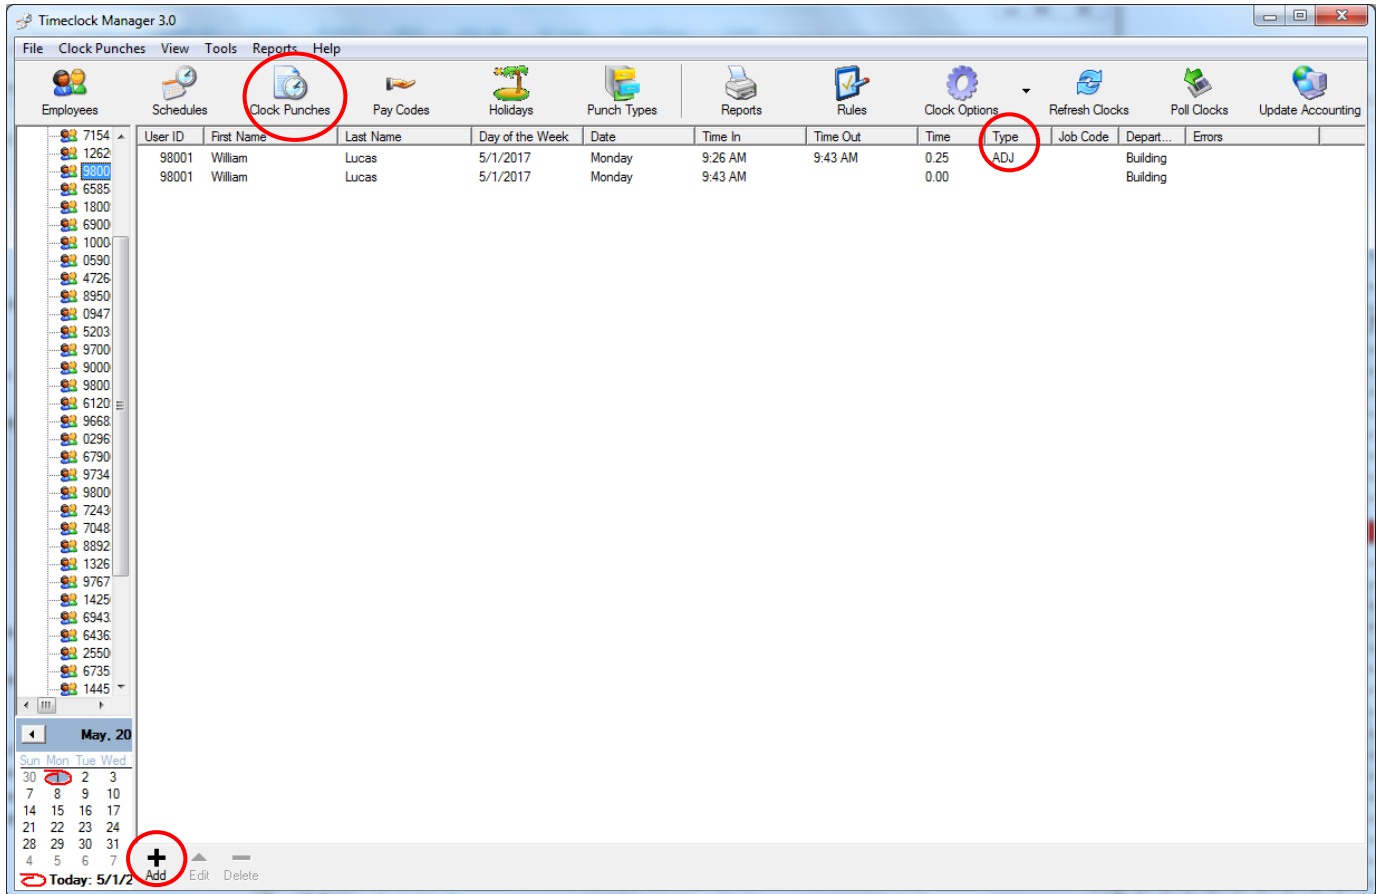 Timeclock Manager 3.0
File Clock Punches View Tools Reports Help
Employees Schedules Clock Punches Pay Codes Holidays Punch Types Reports Rules Clock Options Refresh Clocks Poll Clocks Update Accounting
User ID First Name Last Name Day of the Week Date Time In Time Out Time Type Job Code Depart... Errors
98001 William Lucas 5/1/2017 Monday 9:26 AM 9:43 AM 0.25 ADJ Building
98001 William Lucas 5/1/2017 Monday 9:43 AM 0.00 Building
7154
1262
9800
6585
1800
6900
1000
0590
4726
8950
0947
5203
9700
9000
9800
6120
9668
0296
6790
9734
9800
7243
7048
8892
1326
9767
1425
6943
6436
2550
6735
1445
May, 20
Sun Mon Tue Wed
30 1 2 3
7 8 9 10
14 15 16 17
21 22 23 24
28 29 30 31
4 5 6 7
Today: 5/1/2
Add Edit Delete